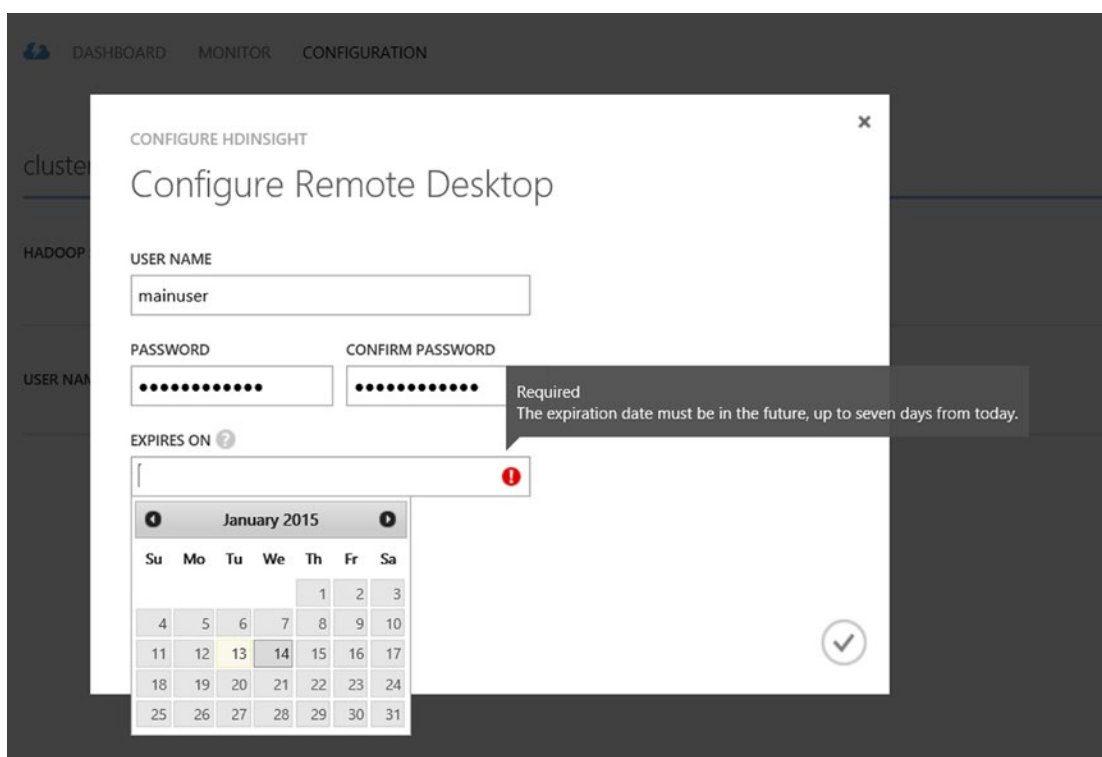 DASHBOARD MONITOR CONFIGURATION
CONFIGURE HDINSIGHT
cluster
Configure Remote Desktop
HADOOP
USER NAME
mainuser
PASSWORD CONFIRM PASSWORD
USER NAM
●●●●●●●●●●●● ●●●●●●●●●●●●
Required
The expiration date must be in the future, up to seven days from today.
EXPIRES ON ?
January 2015
Su Mo Tu We Th Fr Sa
1 2 3
4 5 6 7 8 9 10
11 12 13 14 15 16 17
18 19 20 21 22 23 24
25 26 27 28 29 30 31